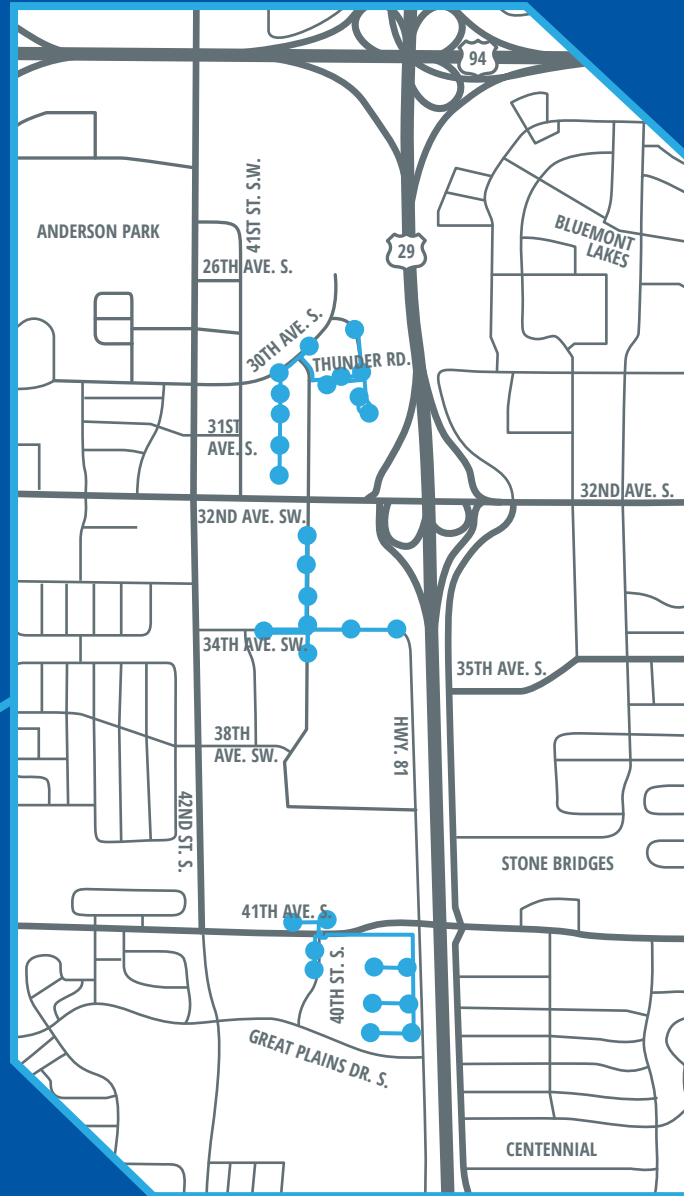 94
41ST ST. S.W.
ANDERSON PARK
BLUEMONT
LAKES
29
26TH AVE. S.
30TH AVE. S.
THUNDER RD.
31ST
AVE. S.
32ND AVE. S.
32ND AVE. SW.
34TH AVE. SW.
35TH AVE. S.
HWY. 81
38TH
AVE. SW.
42ND ST. S.
STONE BRIDGES
41TH AVE. S.
40TH ST. S.
GREAT PLAINS DR. S.
CENTENNIAL